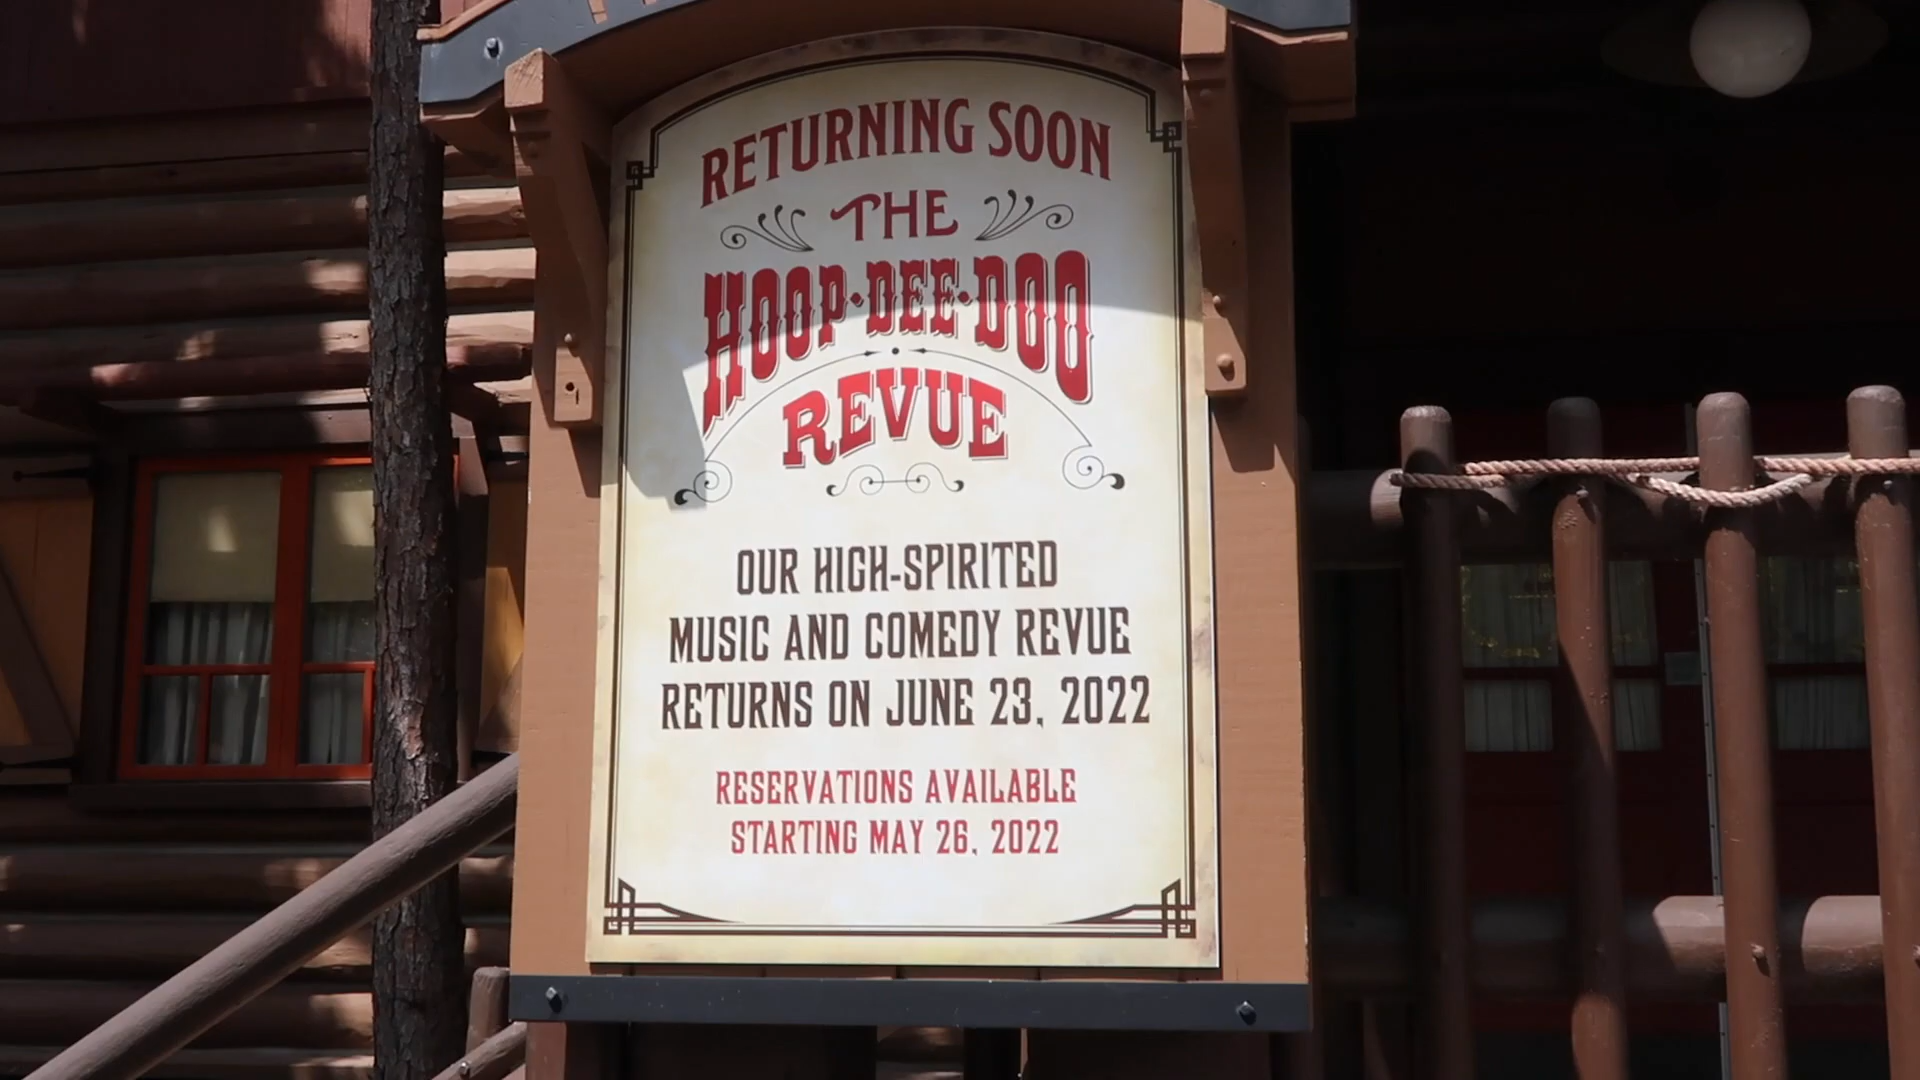 RETURNING SOON
THE
HOOP·DEE·DOO
REVUE
OUR HIGH-SPIRITED
MUSIC AND COMEDY REVUE
RETURNS ON JUNE 23, 2022
RESERVATIONS AVAILABLE
STARTING MAY 26, 2022